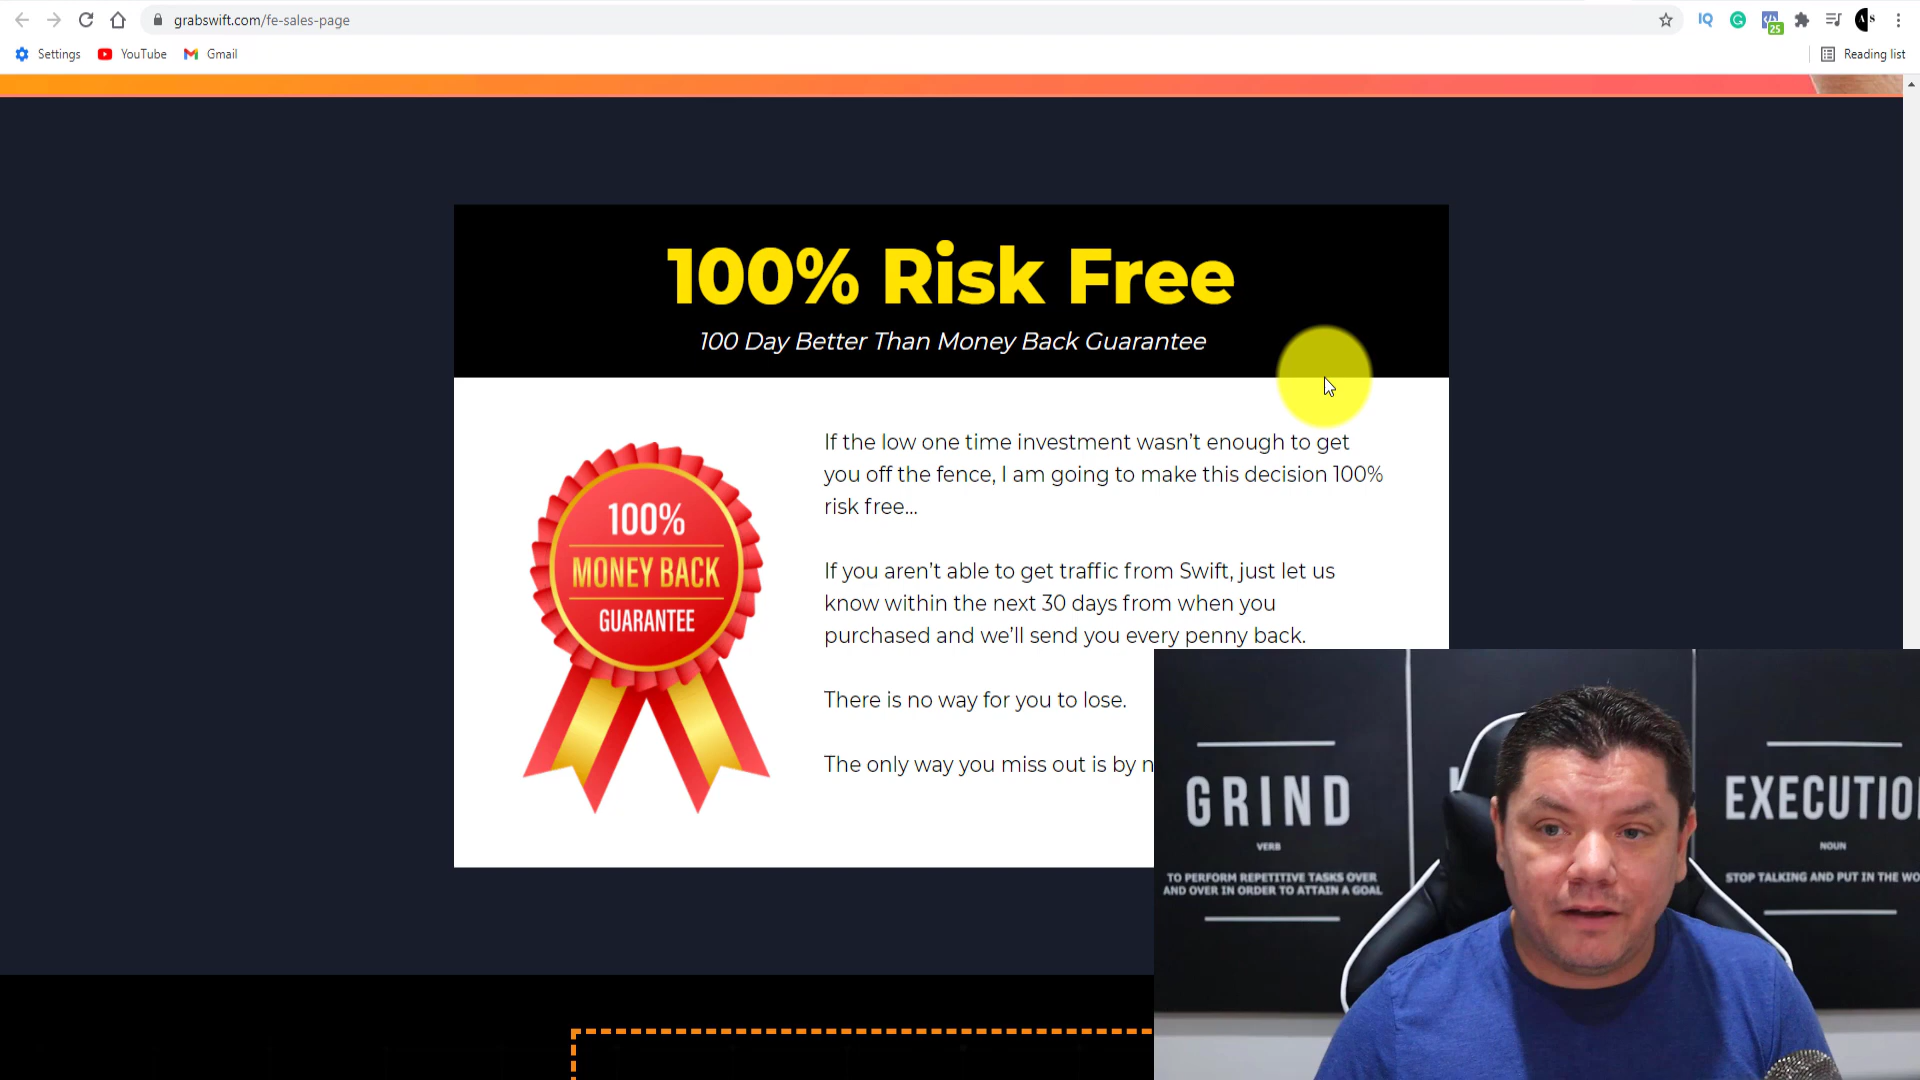 grabswift.com/fe-sales-page
IQ
25
Settings
YouTube
Gmail
Reading list
100% Risk Free
100 Day Better Than Money Back Guarantee
100%
MONEY BACK
GUARANTEE
If the low one time investment wasn't enough to get
you off the fence, I am going to make this decision 100%
risk free...
If you aren't able to get traffic from Swift, just let us
know within the next 30 days from when you
purchased and we'll send you every penny back.
There is no way for you to lose.
The only way you miss out is by n
GRIND
VERB
TO PERFORM REPETITIVE TASKS OVER
AND OVER IN ORDER TO ATTAIN A GOAL
EXECUTIO
NOUN
STOP TALKING AND PUT IN THE WO